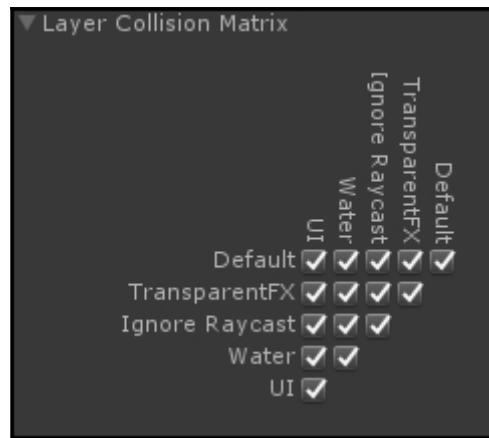 Layer Collision Matrix
UI
Water
Ignore Raycast
TransparentFX
Default
Default
TransparentFX
Ignore Raycast
Water
UI